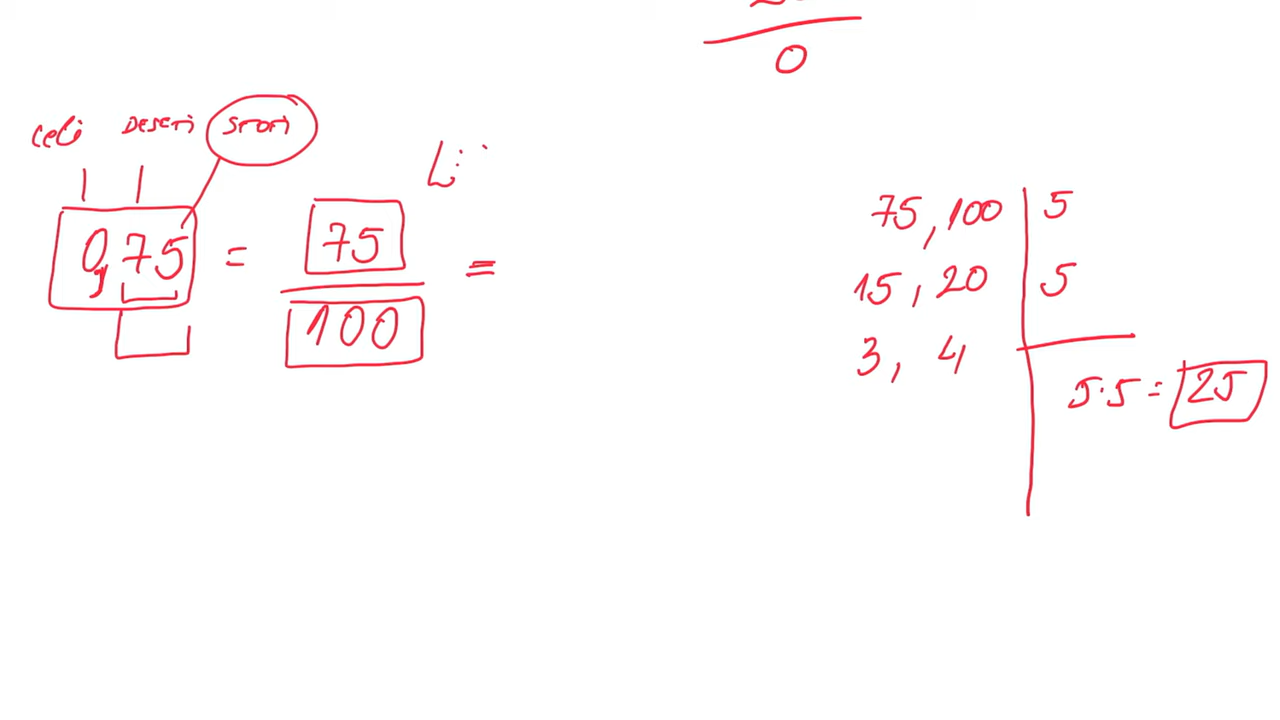 0
celi Deseti Stoti
0,75 = 75/100 =
75, 100 | 5
15, 20 | 5
3, 4
5·5 = 25